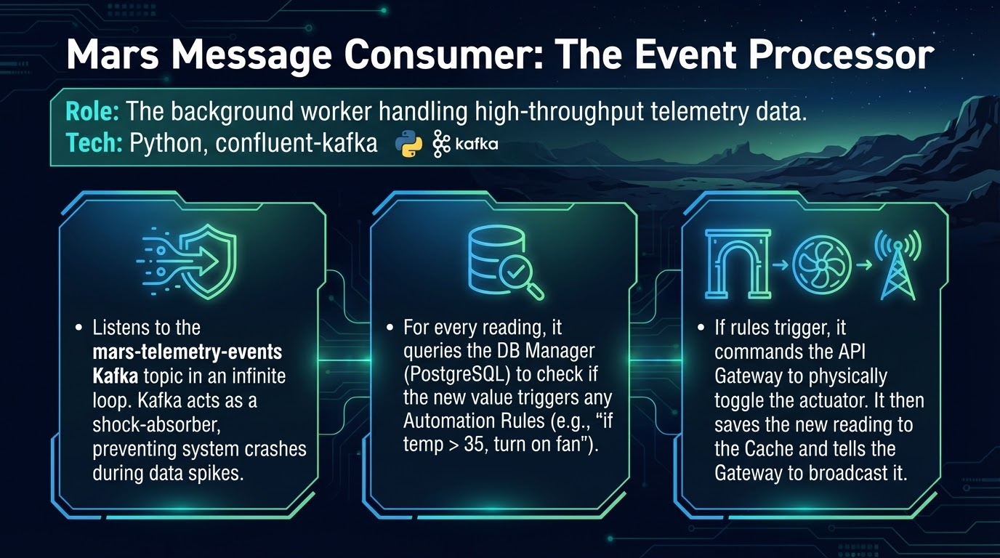 Mars Message Consumer: The Event Processor
Role: The background worker handling high-throughput telemetry data.
Tech: Python, confluent-kafka kafka
• Listens to the
mars-telemetry-events
Kafka topic in an infinite
loop. Kafka acts as a
shock-absorber,
preventing system crashes
during data spikes.
• For every reading, it
queries the DB Manager
(PostgreSQL) to check if
the new value triggers any
Automation Rules (e.g., “if
temp > 35, turn on fan”).
• If rules trigger, it
commands the API
Gateway to physically
toggle the actuator. It then
saves the new reading to
the Cache and tells the
Gateway to broadcast it.